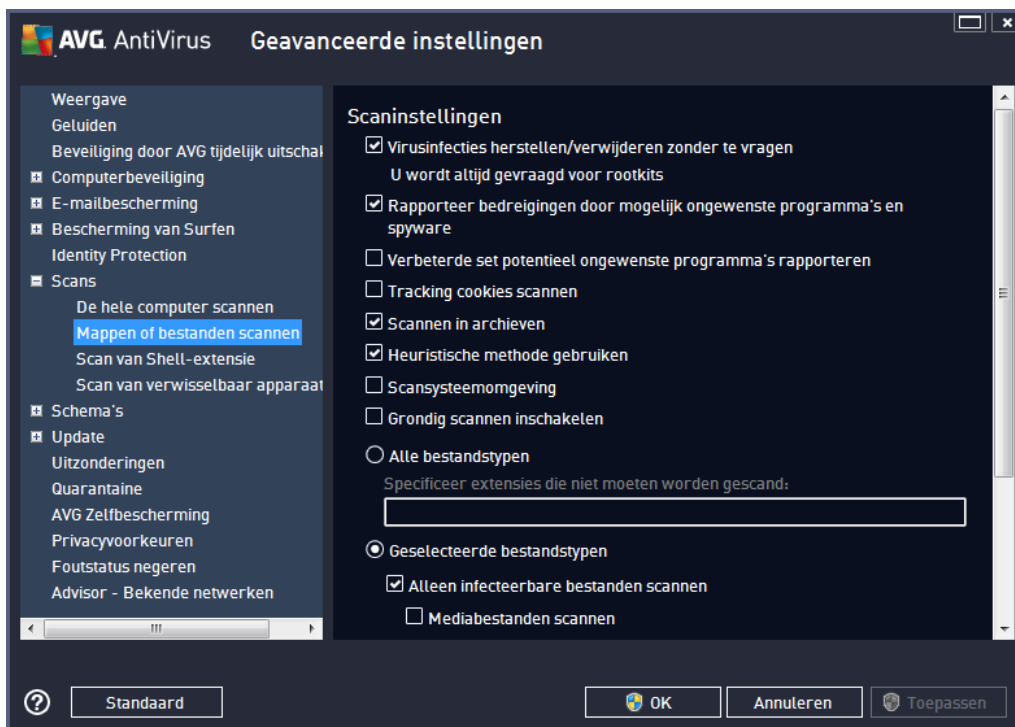 AVG. AntiVirus Geavanceerde instellingen
Weergave
Geluiden
Beveiliging door AVG tijdelijk uitschak
Computerbeveiliging
E-mailbescherming
Bescherming van Surfen
Identity Protection
Scans
De hele computer scannen
Mappen of bestanden scannen
Scan van Shell-extensie
Scan van verwisselbaar apparaat
Schema's
Update
Uitzonderingen
Quarantaine
AVG Zelfbescherming
Privacyvoorkeuren
Foutstatus negeren
Advisor - Bekende netwerken
Scaninstellingen
Virusinfecties herstellen/verwijderen zonder te vragen
U wordt altijd gevraagd voor rootkits
Rapporteer bedreigingen door mogelijk ongewenste programma's en
spyware
Verbeterde set potentieel ongewenste programma's rapporteren
Tracking cookies scannen
Scannen in archieven
Heuristische methode gebruiken
Scansysteemomgeving
Grondig scannen inschakelen
Alle bestandstypen
Specificeer extensies die niet moeten worden gescand:
Geselecteerde bestandstypen
Alleen infecteerbare bestanden scannen
Mediabestanden scannen
Standaard
OK
Annuleren
Toepassen